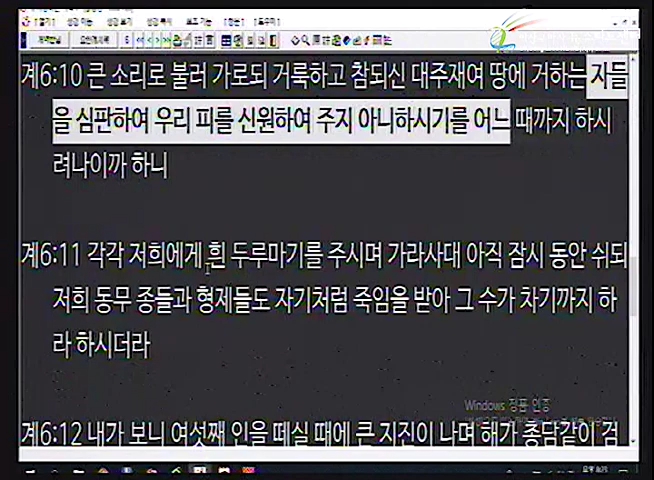 계6:10 큰 소리로 불러 가로되 거룩하고 참되신 대주재여 땅에 거하는 자들
을 심판하여 우리 피를 신원하여 주지 아니하시기를 어느 때까지 하시
려나이까 하니
계6:11 각각 저희에게 흰 두루마기를 주시며 가라사대 아직 잠시 동안 쉬되
저희 동무 종들과 형제들도 자기처럼 죽임을 받아 그 수가 차기까지 하
라 하시더라
Windows 정품 인증
계6:12 내가 보니 여섯째 인을 떼실 때에 큰 지진이 나며 해가 총담같이 검